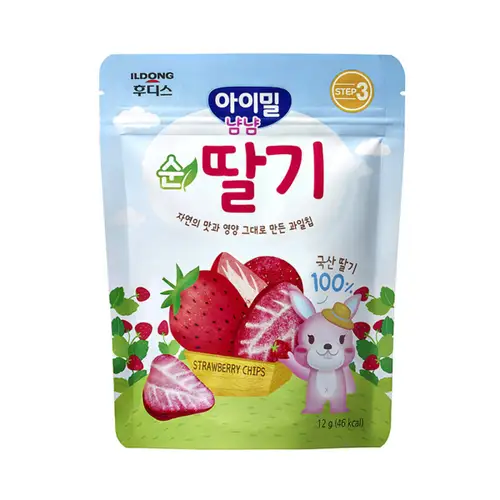 ILDONG
후디스
STEP 3
아이밀
냠냠
순
딸기
자연의 맛과 영양 그대로 만든 과일칩
국산 딸기
100%
STRAWBERRY CHIPS
12 g (46 kcal)